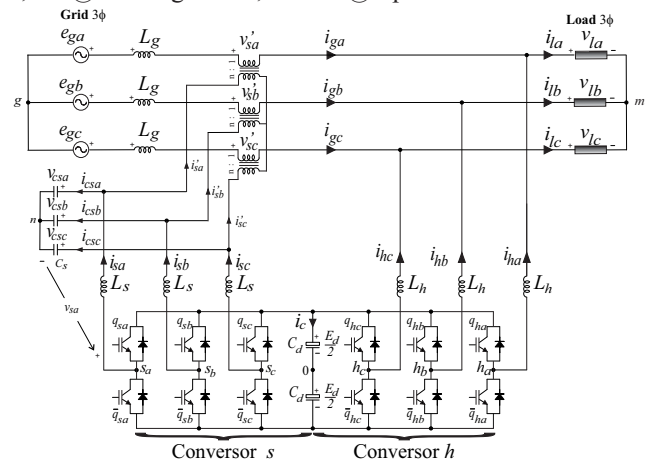 Grid 3ϕ
Load 3ϕ
e_ga
L_g
v'_sa
i_ga
i_la
v_la
g
e_gb
L_g
v'_sb
i_gb
i_lb
v_lb
m
e_gc
L_g
v'_sc
i_gc
i_lc
v_lc
v_csa
i_csa
i'_sa
v_csb
i_csb
i'_sb
n
v_csc
i_csc
i'_sc
C_s
i_sa
i_sb
i_sc
i_hc
i_hb
i_ha
L_s
L_s
L_s
L_h
L_h
L_h
v_sa
q_sa
q_sb
q_sc
i_c
q_hc
q_hb
q_ha
C_d
E_d/2
s_a
s_b
s_c
0
h_c
h_b
h_a
q̄_sa
q̄_sb
q̄_sc
C_d
E_d/2
q̄_hc
q̄_hb
q̄_ha
Conversor s
Conversor h